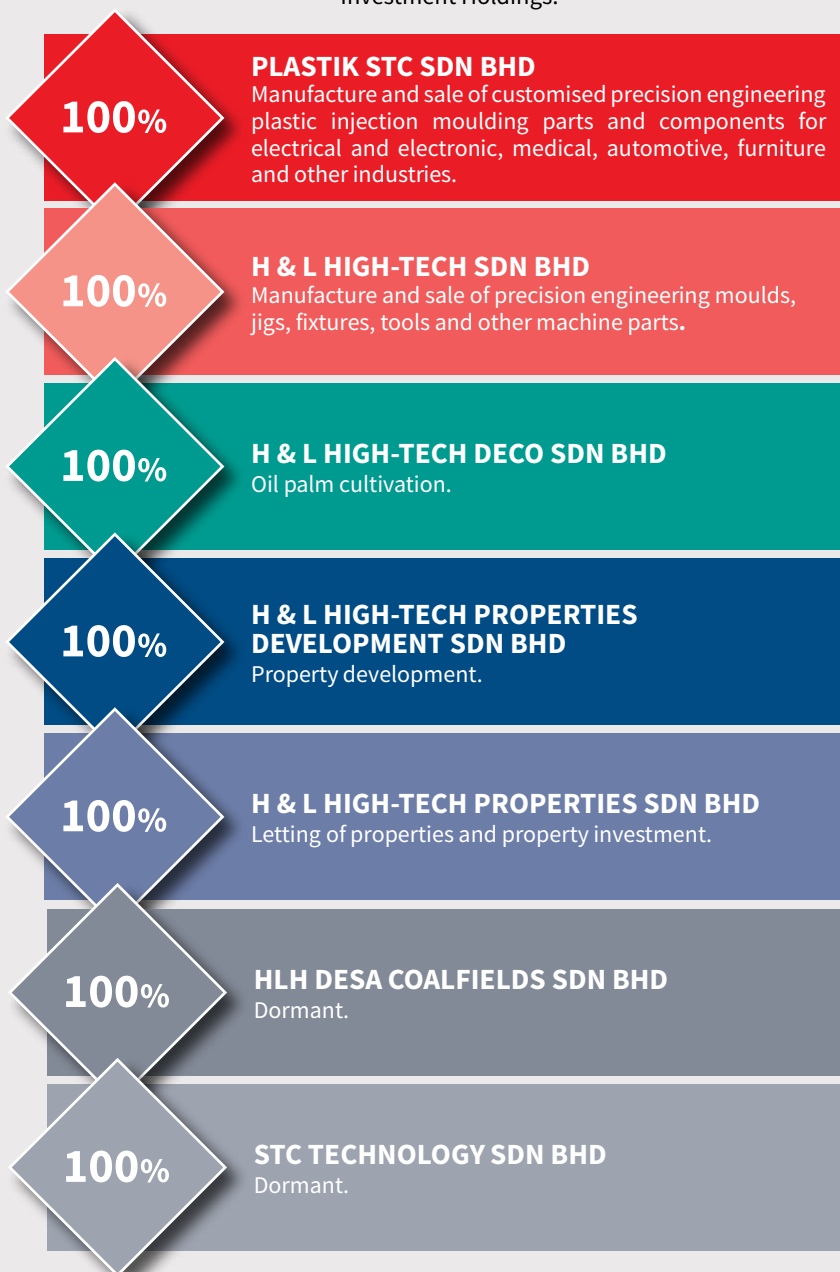 Investment Holdings.
100%
PLASTIK STC SDN BHD
Manufacture and sale of customised precision engineering
plastic injection moulding parts and components for
electrical and electronic, medical, automotive, furniture
and other industries.
100%
H & L HIGH-TECH SDN BHD
Manufacture and sale of precision engineering moulds,
jigs, fixtures, tools and other machine parts.
100%
H & L HIGH-TECH DECO SDN BHD
Oil palm cultivation.
100%
H & L HIGH-TECH PROPERTIES
DEVELOPMENT SDN BHD
Property development.
100%
H & L HIGH-TECH PROPERTIES SDN BHD
Letting of properties and property investment.
100%
HLH DESA COALFIELDS SDN BHD
Dormant.
100%
STC TECHNOLOGY SDN BHD
Dormant.